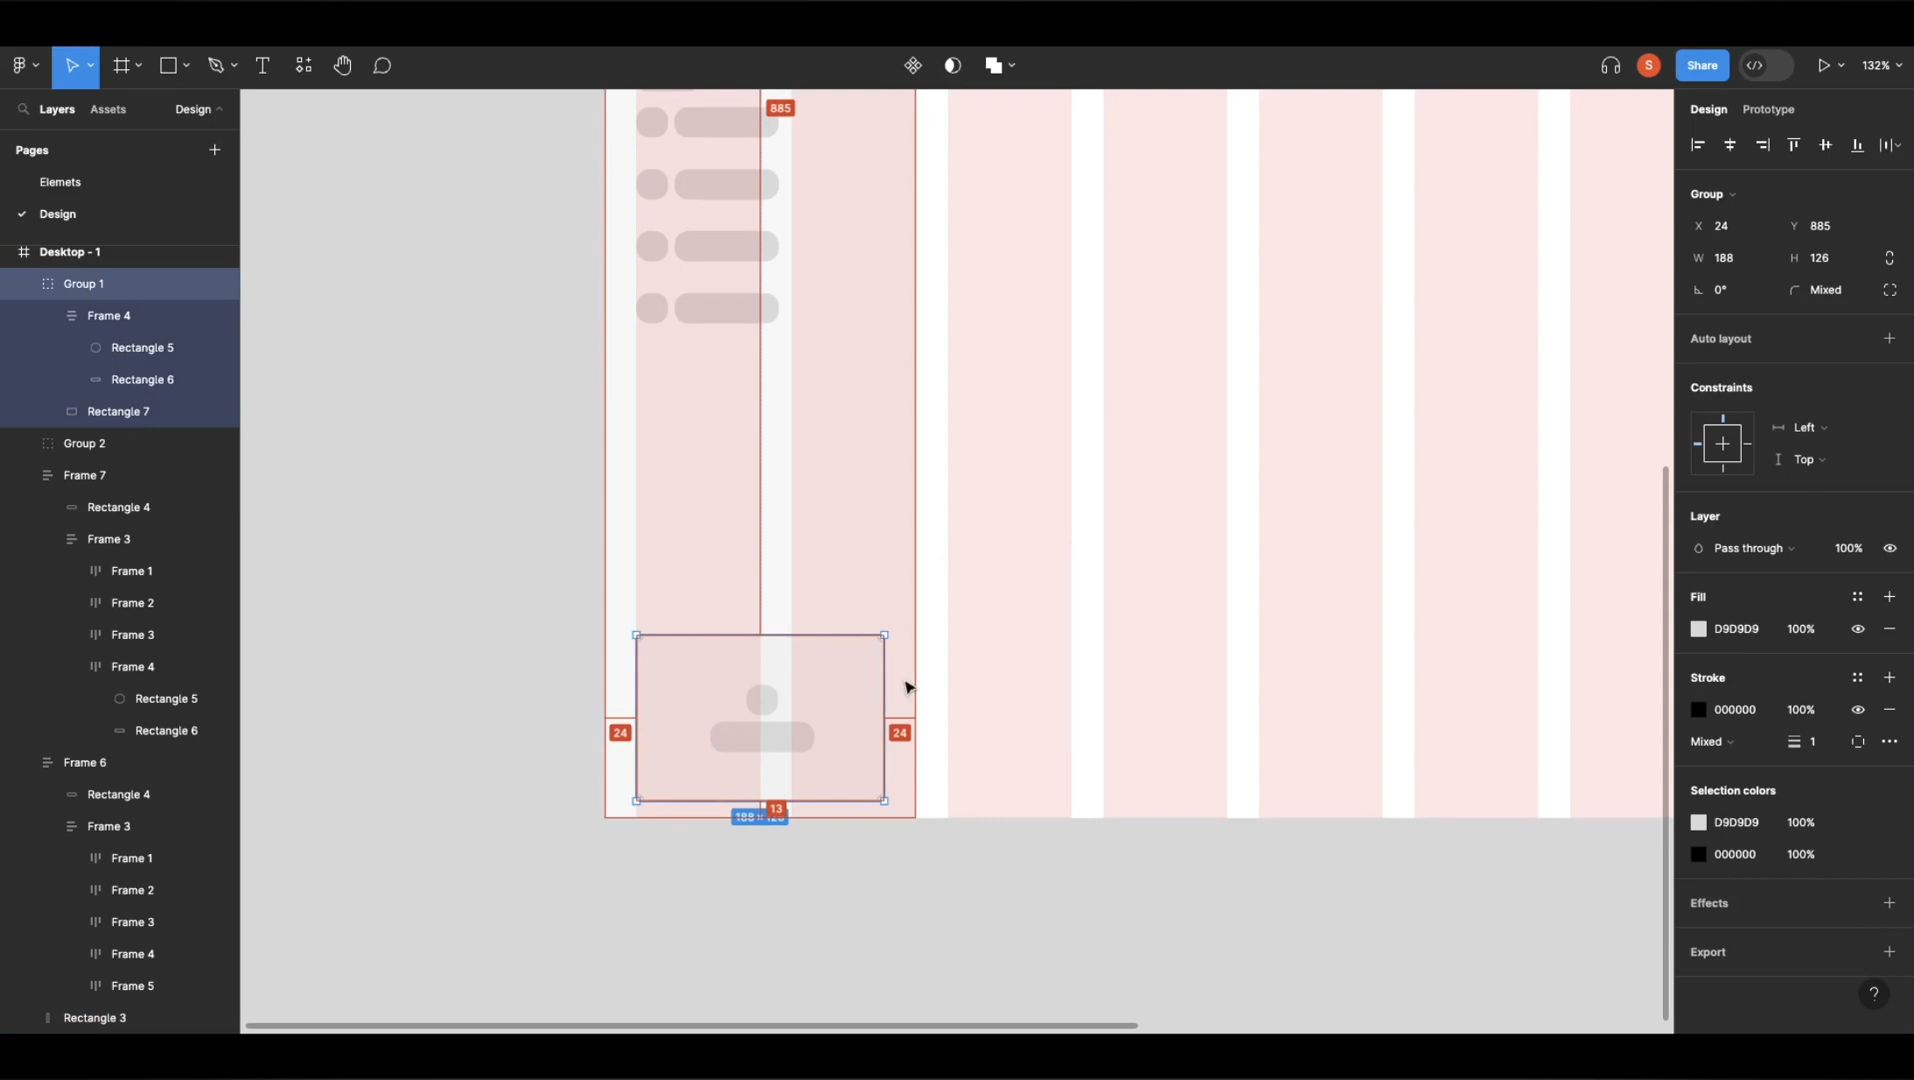 S
Share
132%
Layers
Assets
Design
Pages
Elemets
Design
Desktop - 1
Group 1
Frame 4
Rectangle 5
Rectangle 6
Rectangle 7
Group 2
Frame 7
Rectangle 4
Frame 3
Frame 1
Frame 2
Frame 3
Frame 4
Rectangle 5
Rectangle 6
Frame 6
Rectangle 4
Frame 3
Frame 1
Frame 2
Frame 3
Frame 4
Frame 5
Rectangle 3
885
24
24
13
188 ×
Design
Prototype
Group
X 24
Y 885
W 188
H 126
0°
Mixed
Auto layout
Constraints
Left
Top
Layer
Pass through
100%
Fill
D9D9D9
100%
Stroke
000000
100%
Mixed
1
Selection colors
D9D9D9
100%
000000
100%
Effects
Export
?